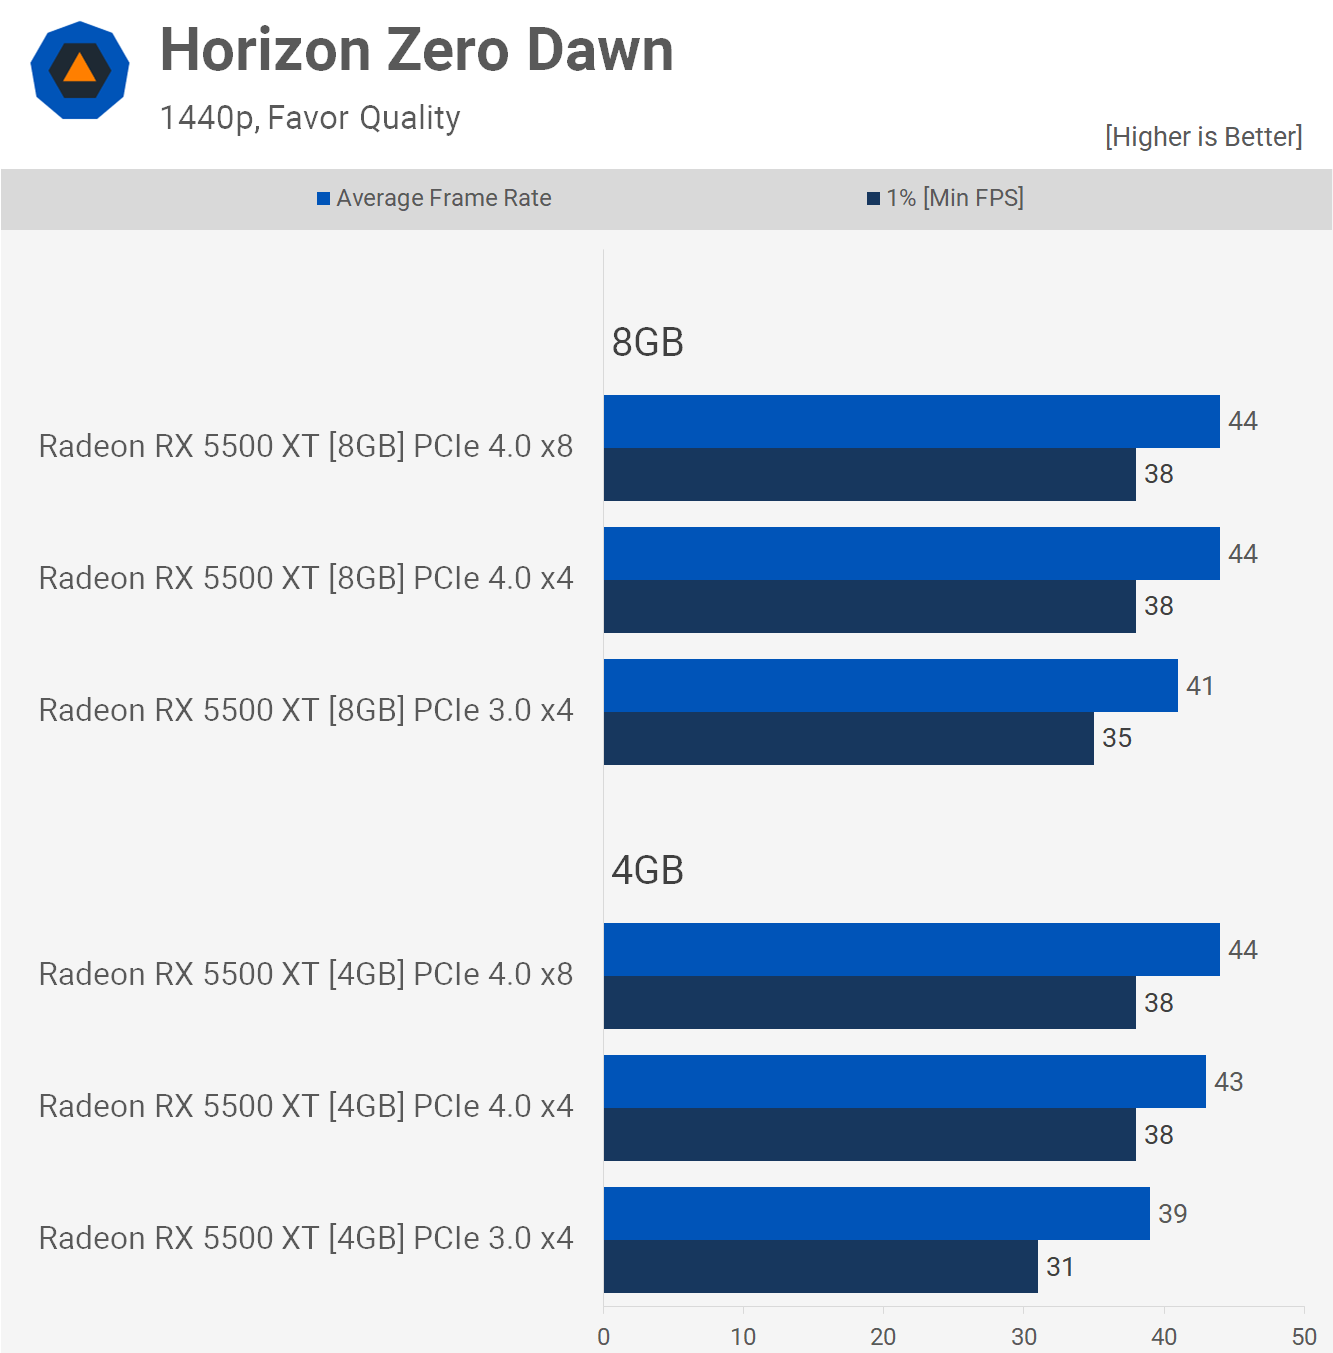 Horizon Zero Dawn
1440p, Favor Quality
[Higher is Better]
Average Frame Rate
1% [Min FPS]
8GB
Radeon RX 5500 XT [8GB] PCIe 4.0 x8
44
38
Radeon RX 5500 XT [8GB] PCIe 4.0 x4
44
38
Radeon RX 5500 XT [8GB] PCIe 3.0 x4
41
35
4GB
Radeon RX 5500 XT [4GB] PCIe 4.0 x8
44
38
Radeon RX 5500 XT [4GB] PCIe 4.0 x4
43
38
Radeon RX 5500 XT [4GB] PCIe 3.0 x4
39
31
0 10 20 30 40 50